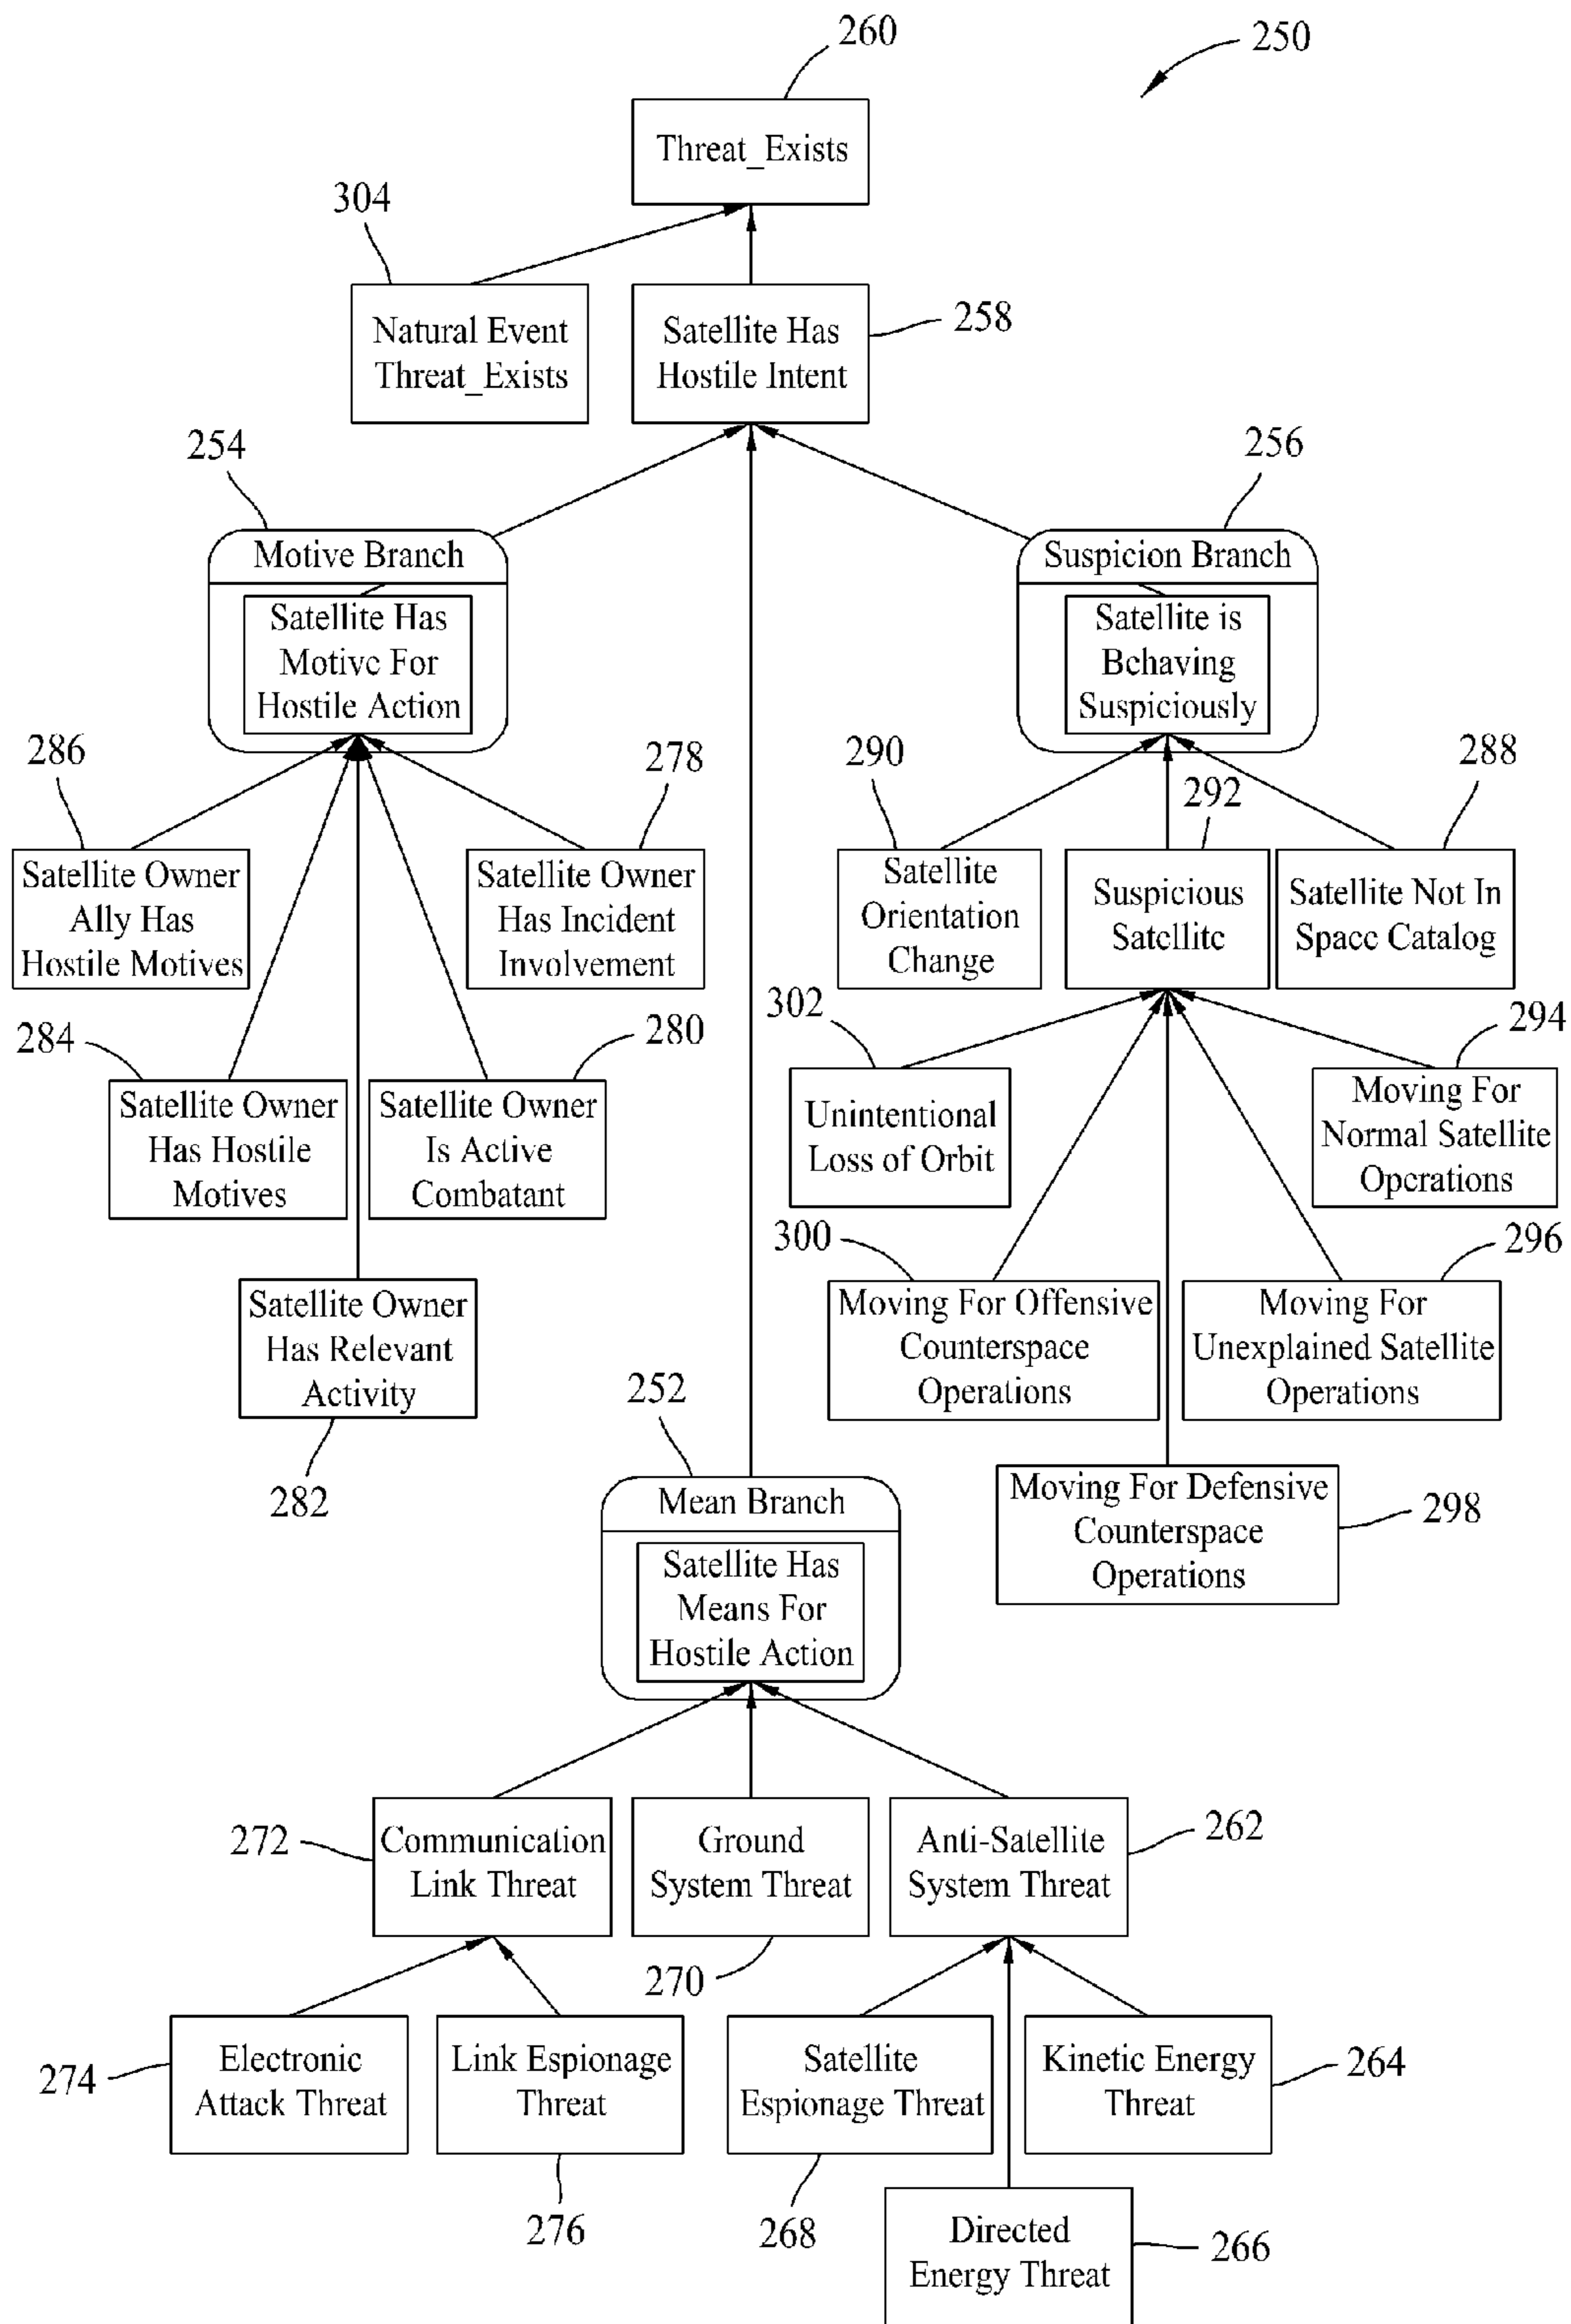 260
250
Threat_Exists
304
Natural Event
Threat_Exists
Satellite Has
Hostile Intent
258
254
Motive Branch
Satellite Has
Motive For
Hostile Action
256
Suspicion Branch
Satellite is
Behaving
Suspiciously
286
278
290
292
288
Satellite Owner
Ally Has
Hostile Motives
Satellite Owner
Has Incident
Involvement
Satellite
Orientation
Change
Suspicious
Satellite
Satellite Not In
Space Catalog
284
280
302
294
Satellite Owner
Has Hostile
Motives
Satellite Owner
Is Active
Combatant
Unintentional
Loss of Orbit
Moving For
Normal Satellite
Operations
300
296
Satellite Owner
Has Relevant
Activity
282
Moving For Offensive
Counterspace
Operations
Moving For
Unexplained Satellite
Operations
252
Mean Branch
Satellite Has
Means For
Hostile Action
Moving For Defensive
Counterspace
Operations
298
272
Communication
Link Threat
Ground
System Threat
270
Anti-Satellite
System Threat
262
274
Electronic
Attack Threat
Link Espionage
Threat
276
Satellite
Espionage Threat
268
Kinetic Energy
Threat
264
Directed
Energy Threat
266